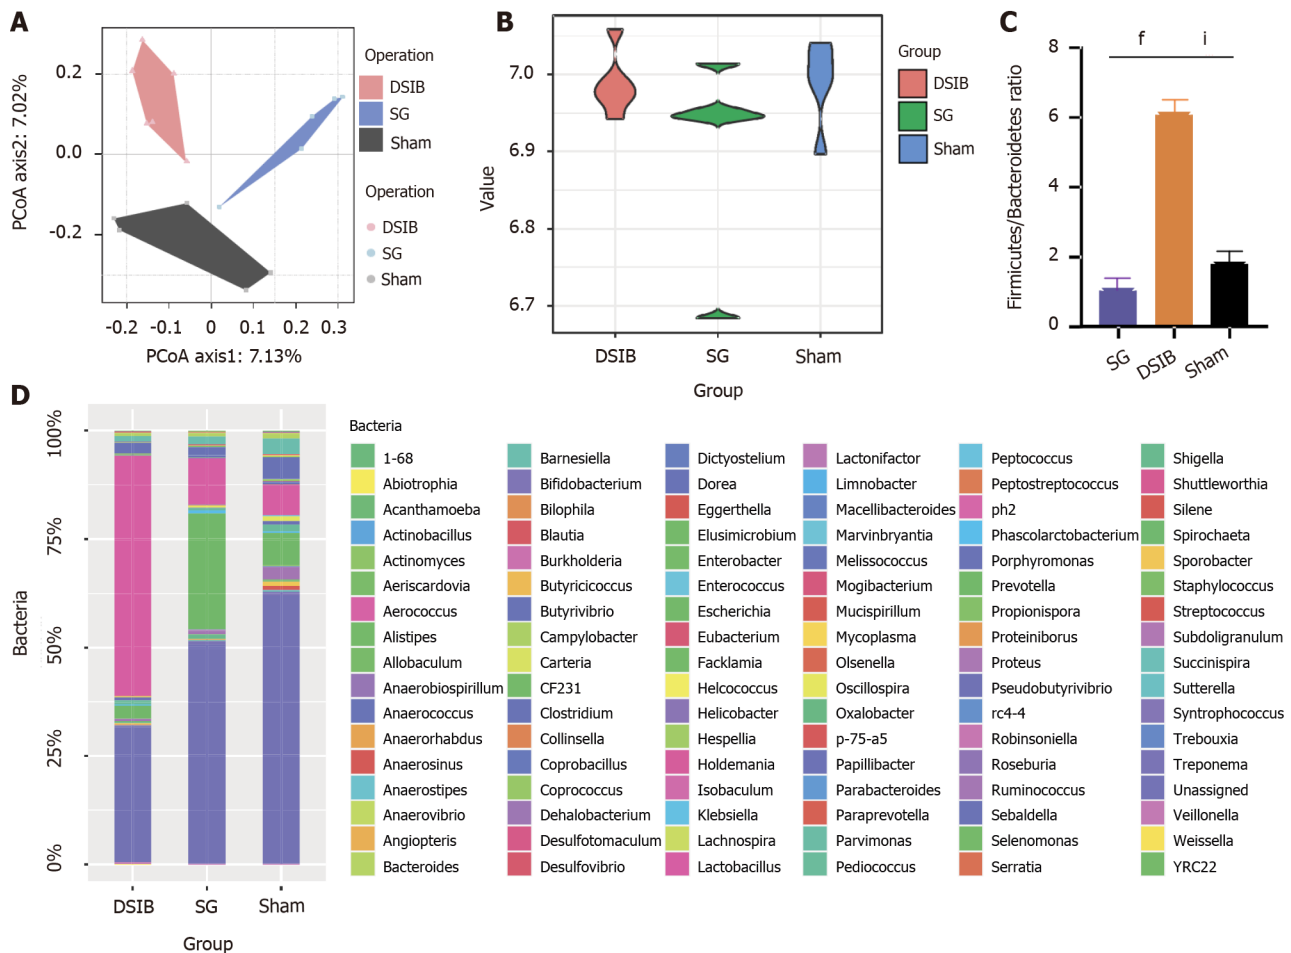 A
PCoA axis2: 7.02%
0.2
0.0
-0.2
-0.2
-0.1
0
0.1
0.2
0.3
PCoA axis1: 7.13%
Operation
DSIB
SG
Sham
Operation
DSIB
SG
Sham
B
Value
7.0
6.9
6.8
6.7
DSIB
SG
Sham
Group
Group
DSIB
SG
Sham
C
Firmicutes/Bacteroidetes ratio
8
6
4
2
0
f
i
SG
DSIB
Sham
D
Bacteria
100%
75%
50%
25%
0%
DSIB
SG
Sham
Group
Bacteria
1-68
Abiotrophia
Acanthamoeba
Actinobacillus
Actinomyces
Aeriscardovia
Aerococcus
Alistipes
Allobaculum
Anaerobiospirillum
Anaerococcus
Anaerorhabdus
Anaerosinus
Anaerostipes
Anaerovibrio
Angiopteris
Bacteroides
Barnesiella
Bifidobacterium
Bilophila
Blautia
Burkholderia
Butyricicoccus
Butyrivibrio
Campylobacter
Carteria
CF231
Clostridium
Collinsella
Coprobacillus
Coprococcus
Dehalobacterium
Desulfotomaculum
Desulfovibrio
Dictyostelium
Dorea
Eggerthella
Elusimicrobium
Enterobacter
Enterococcus
Escherichia
Eubacterium
Facklamia
Helcococcus
Helicobacter
Hespellia
Holdemania
Isobaculum
Klebsiella
Lachnospira
Lactobacillus
Lactonifactor
Limnobacter
Macellibacteroides
Marvinbryantia
Melissococcus
Mogibacterium
Mucispirillum
Mycoplasma
Olsenella
Oscillospira
Oxalobacter
p-75-a5
Papillibacter
Parabacteroides
Paraprevotella
Parvimonas
Pediococcus
Peptococcus
Peptostreptococcus
ph2
Phascolarctobacterium
Porphyromonas
Prevotella
Propionispora
Proteiniborus
Proteus
Pseudobutyrivibrio
rc4-4
Robinsoniella
Roseburia
Ruminococcus
Sebaldella
Selenomonas
Serratia
Shigella
Shuttleworthia
Silene
Spirochaeta
Sporobacter
Staphylococcus
Streptococcus
Subdoligranulum
Succinispira
Sutterella
Syntrophococcus
Trebouxia
Treponema
Unassigned
Veillonella
Weissella
YRC22